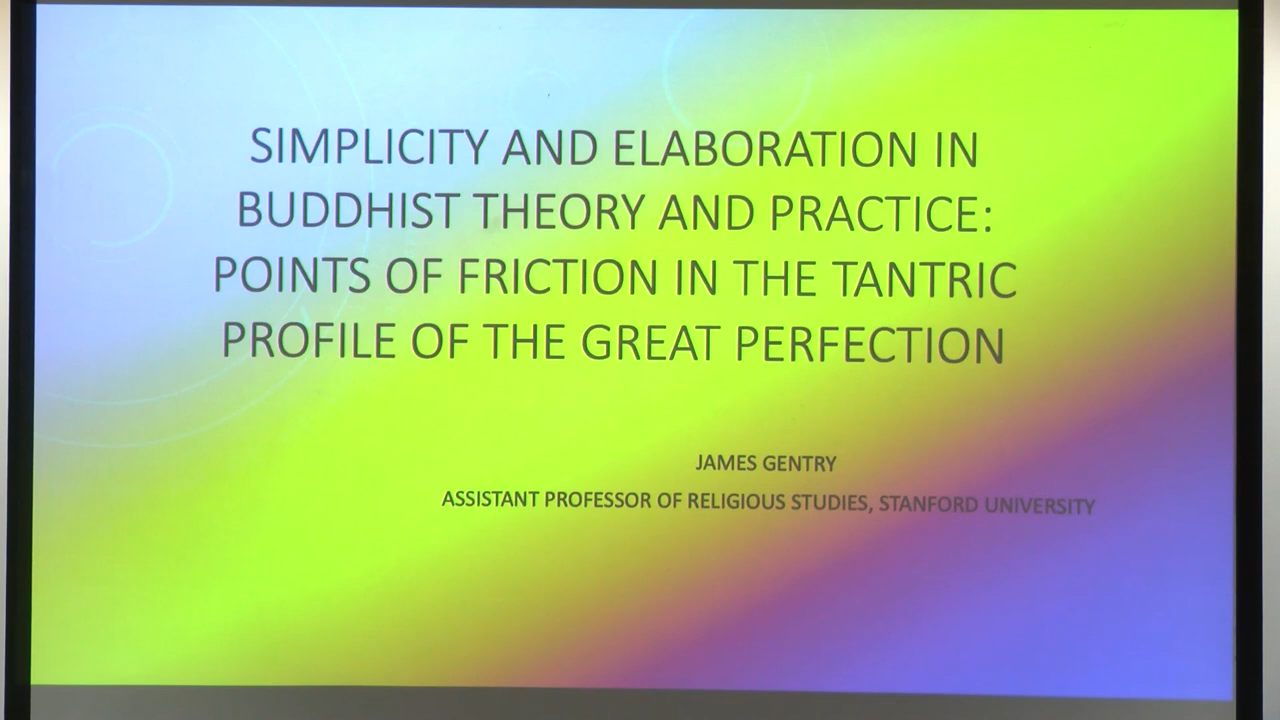 SIMPLICITY AND ELABORATION IN
BUDDHIST THEORY AND PRACTICE:
POINTS OF FRICTION IN THE TANTRIC
PROFILE OF THE GREAT PERFECTION
JAMES GENTRY
ASSISTANT PROFESSOR OF RELIGIOUS STUDIES, STANFORD UNIVERSITY